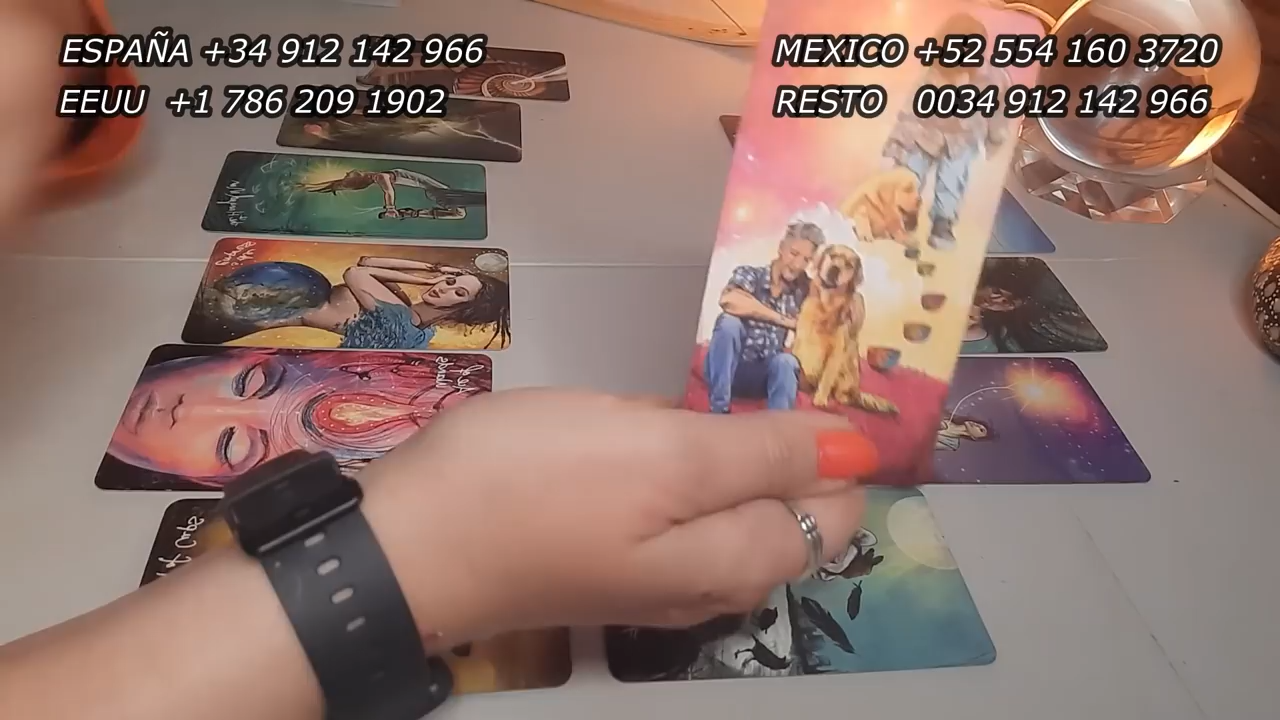 ESPAÑA +34 912 142 966
EEUU +1 786 209 1902
MEXICO +52 554 160 3720
RESTO 0034 912 142 966